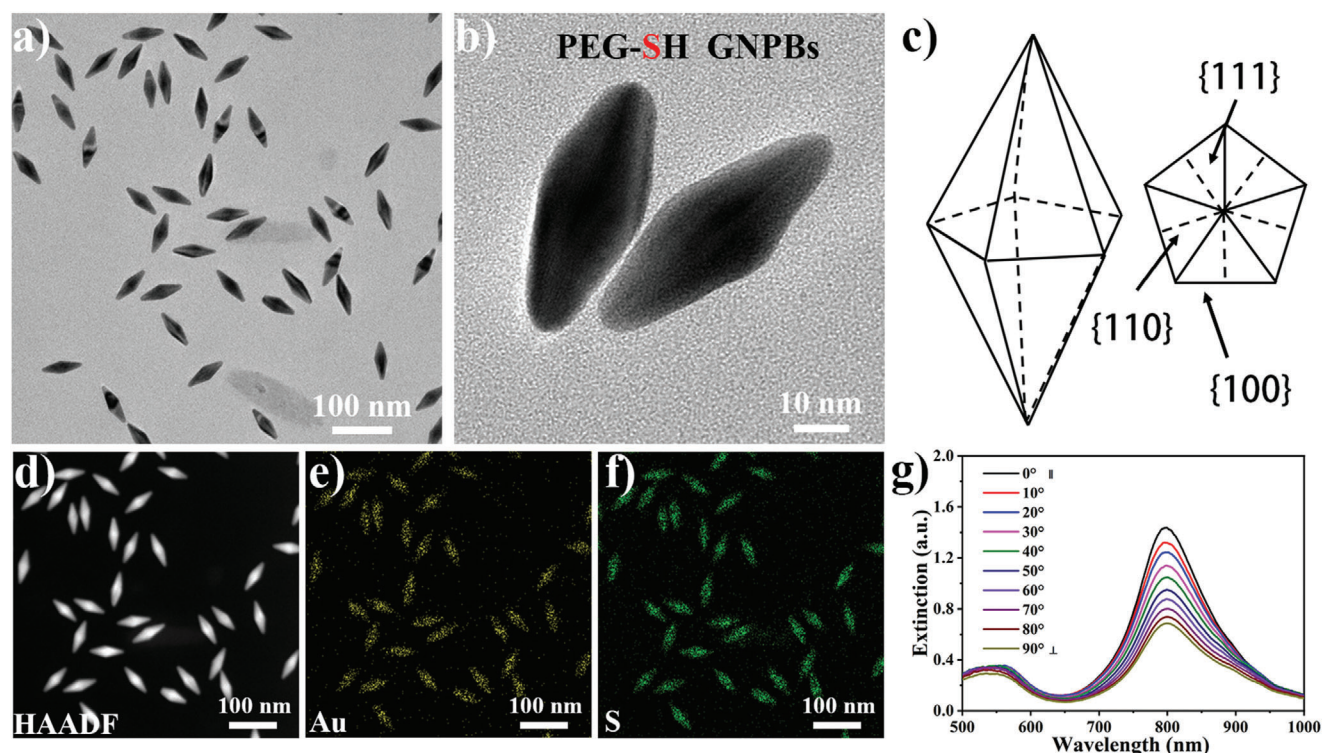 a)
100 nm
b)
PEG-SH GNPBs
10 nm
c)
{111}
{110}
{100}
d)
HAADF
100 nm
e)
Au
100 nm
f)
S
100 nm
g)
Extinction (a.u.)
2.0
1.6
1.2
0.8
0.4
0.0
0° ∥
10°
20°
30°
40°
50°
60°
70°
80°
90° ⊥
500 600 700 800 900 1000
Wavelength (nm)